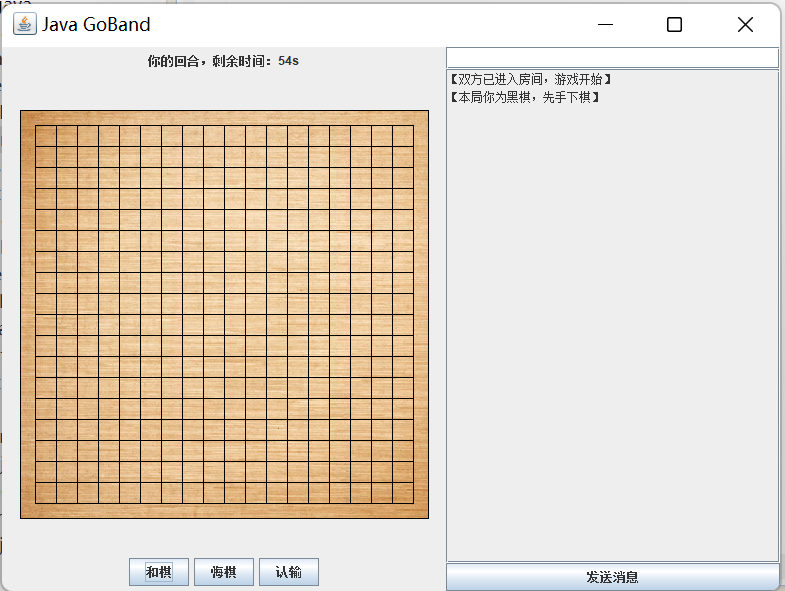 Java GoBand
你的回合，剩余时间：54s
【双方已进入房间，游戏开始】
【本局你为黑棋，先手下棋】
和棋 悔棋 认输
发送消息